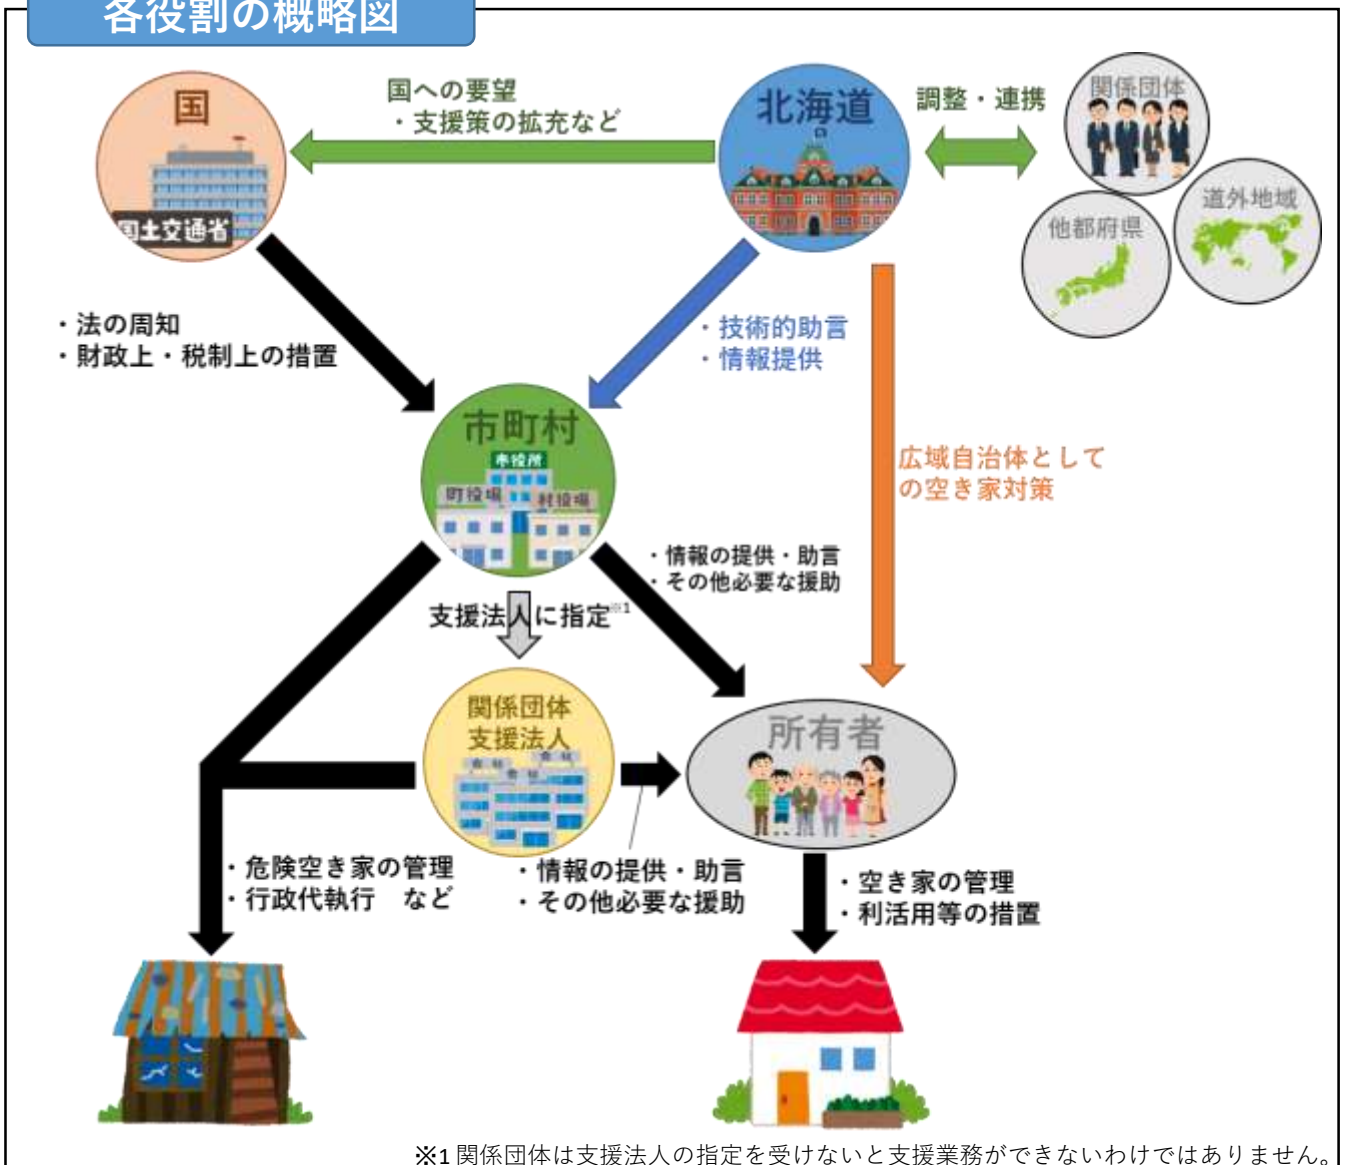 各役割の概略図
国
国土交通省
国への要望
・支援策の拡充など
北海道
調整・連携
関係団体
他都府県
道外地域
・法の周知
・財政上・税制上の措置
・技術的助言
・情報提供
広域自治体として
の空き家対策
市町村
市役所
町役場
村役場
・情報の提供・助言
・その他必要な援助
支援法人に指定※1
関係団体
支援法人
会社
会社
会社
所有者
・危険空き家の管理
・行政代執行 など
・情報の提供・助言
・その他必要な援助
・空き家の管理
・利活用等の措置
※1 関係団体は支援法人の指定を受けないと支援業務ができないわけではありません。